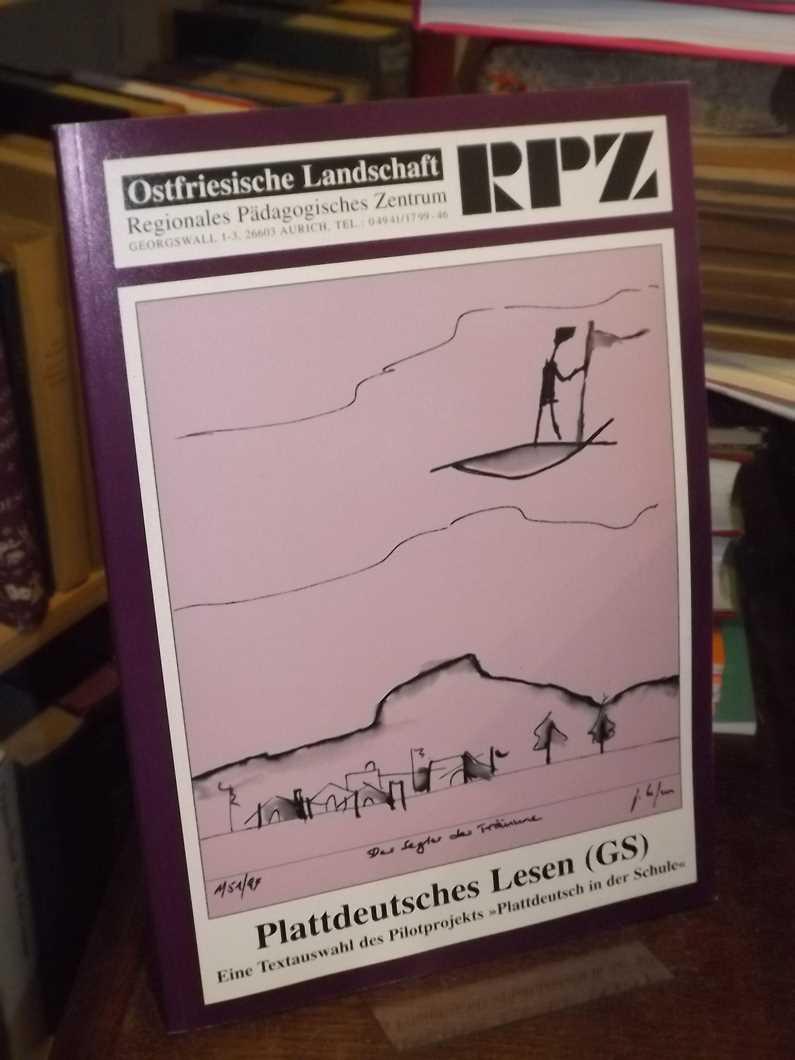 Ostfriesische Landschaft
Regionales Pädagogisches Zentrum
GEORGSWALL 1-3, 26603 AURICH, TEL.: 04941/1799-46
RPZ
Der Segler der Träume
Plattdeutsches Lesen (GS)
Eine Textauswahl des Pilotprojekts »Plattdeutsch in der Schule«